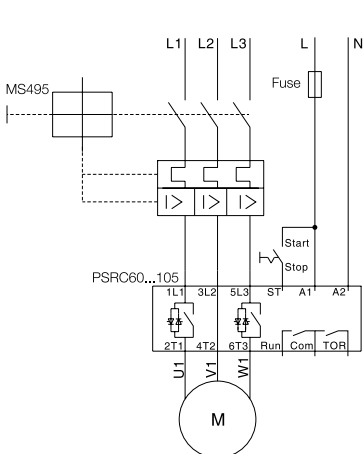 L1 L2 L3 L N
Fuse
MS495
I> I> I>
Start
Stop
PSRC60...105
1L1 3L2 5L3 ST A1 A2
2T1 4T2 6T3 Run Com TOR
U1 V1 W1
M